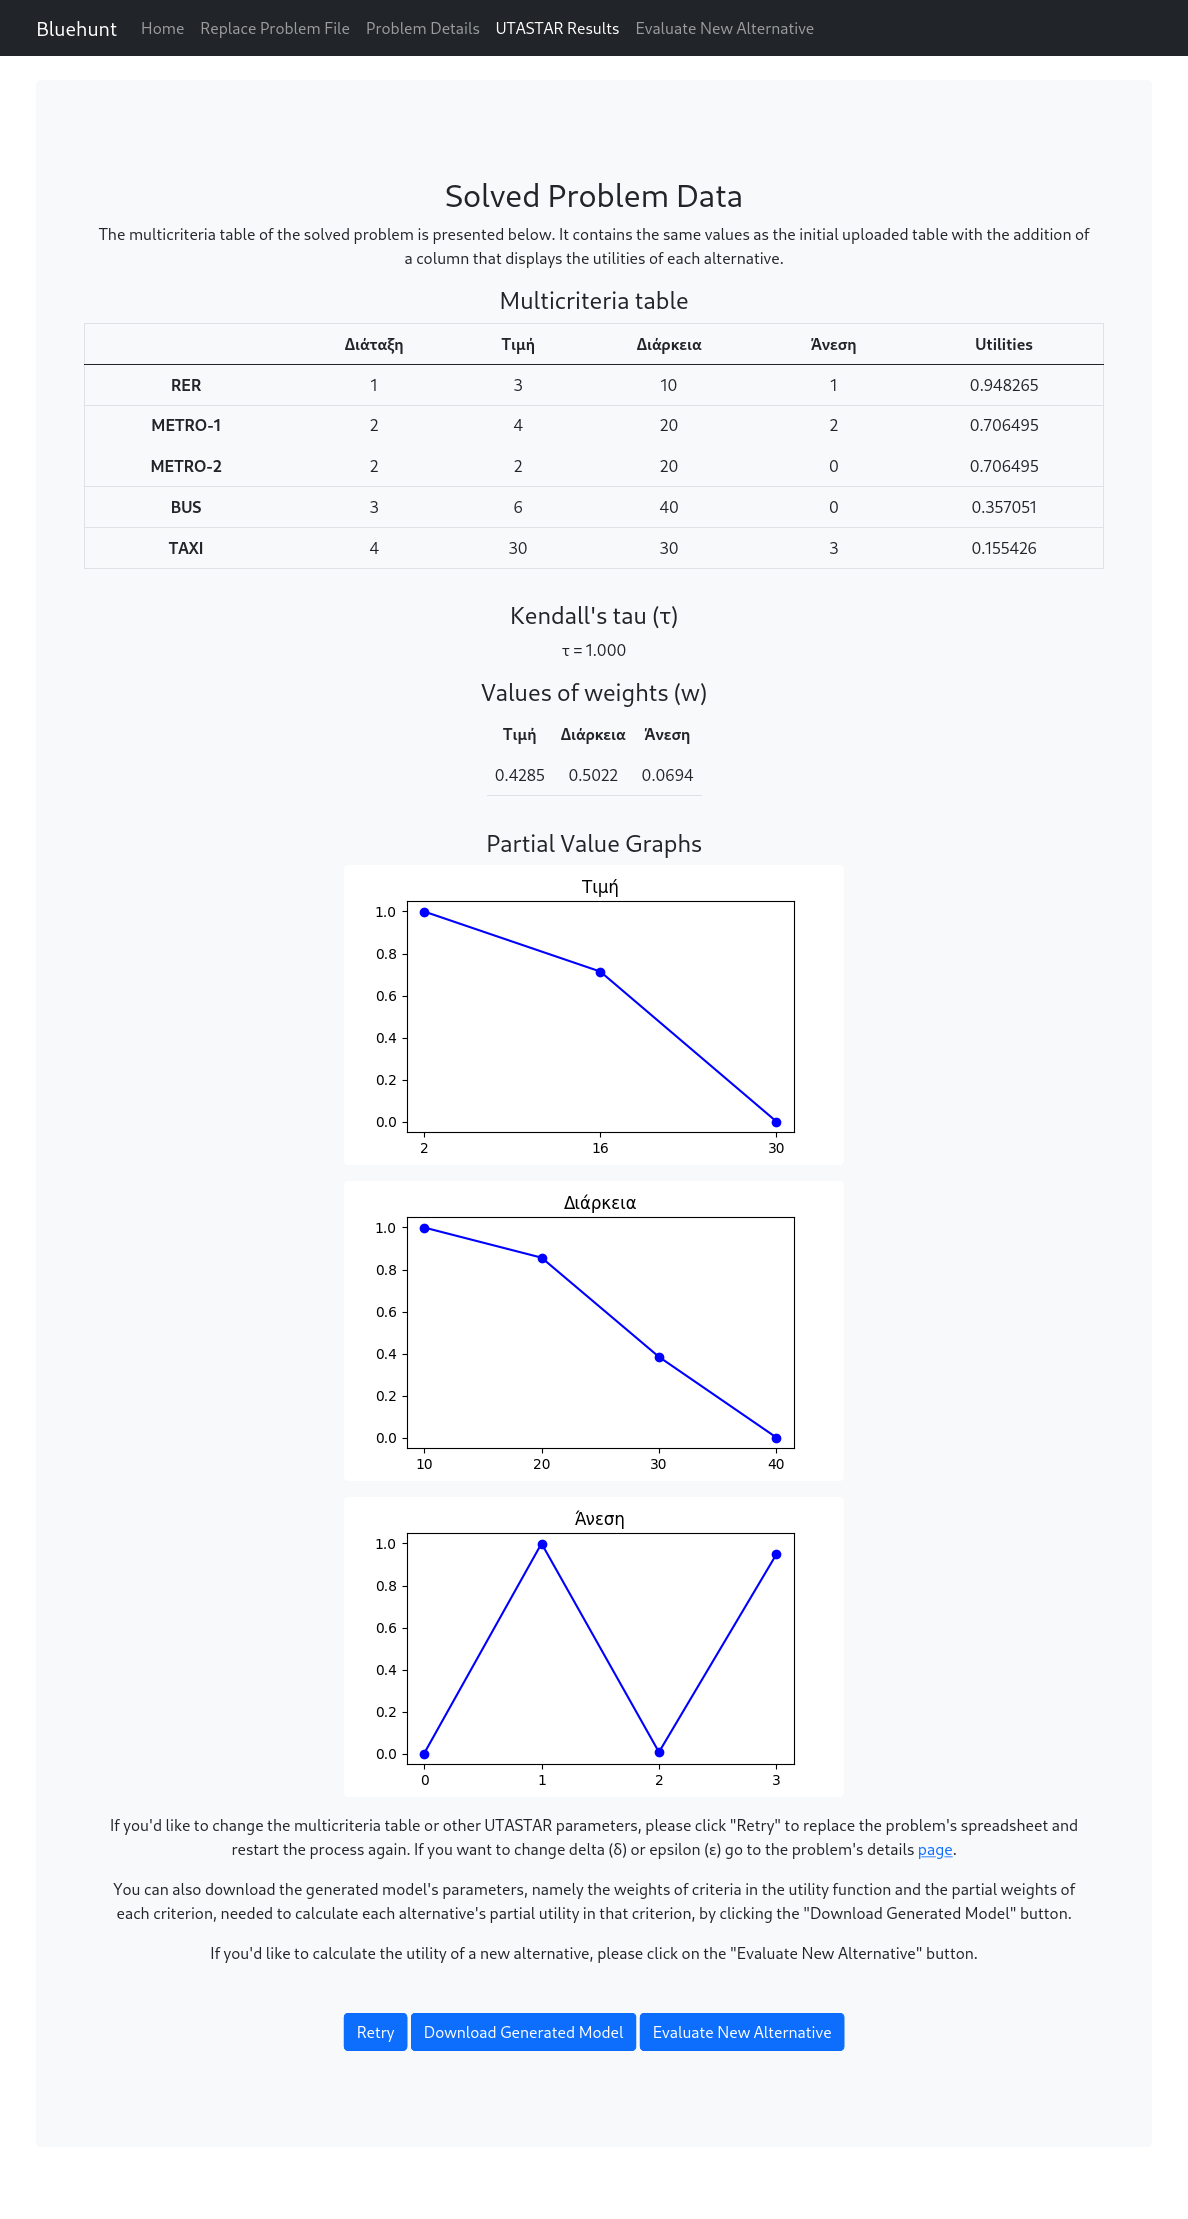 Bluehunt Home Replace Problem File Problem Details UTASTAR Results Evaluate New Alternative
Solved Problem Data
The multicriteria table of the solved problem is presented below. It contains the same values as the initial uploaded table with the addition of
a column that displays the utilities of each alternative.
Multicriteria table
Διάταξη Τιμή Διάρκεια Άνεση Utilities
RER 1 3 10 1 0.948265
METRO-1 2 4 20 2 0.706495
METRO-2 2 2 20 0 0.706495
BUS 3 6 40 0 0.357051
TAXI 4 30 30 3 0.155426
Kendall's tau (τ)
τ = 1.000
Values of weights (w)
Τιμή Διάρκεια Άνεση
0.4285 0.5022 0.0694
Partial Value Graphs
Τιμή
1.0
0.8
0.6
0.4
0.2
0.0
2 16 30
Διάρκεια
1.0
0.8
0.6
0.4
0.2
0.0
10 20 30 40
Άνεση
1.0
0.8
0.6
0.4
0.2
0.0
0 1 2 3
If you'd like to change the multicriteria table or other UTASTAR parameters, please click "Retry" to replace the problem's spreadsheet and
restart the process again. If you want to change delta (δ) or epsilon (ε) go to the problem's details page.
You can also download the generated model's parameters, namely the weights of criteria in the utility function and the partial weights of
each criterion, needed to calculate each alternative's partial utility in that criterion, by clicking the "Download Generated Model" button.
If you'd like to calculate the utility of a new alternative, please click on the "Evaluate New Alternative" button.
Retry Download Generated Model Evaluate New Alternative